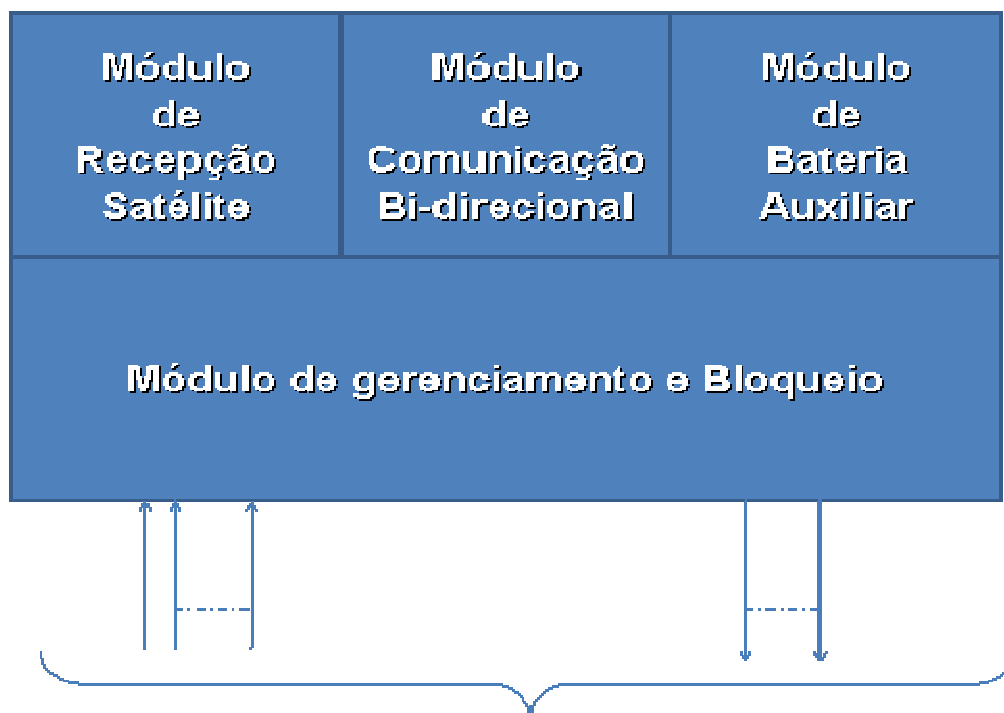 Módulo
de
Recepção
Satélite
Módulo
de
Comunicação
Bi-direcional
Módulo
de
Bateria
Auxiliar
Módulo de gerenciamento e Bloqueio